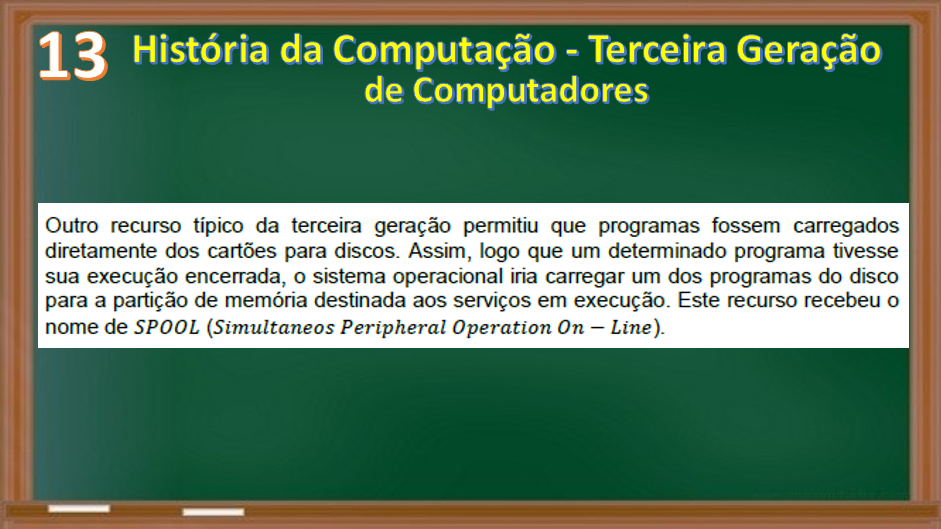 13
História da Computação - Terceira Geração
de Computadores
Outro recurso típico da terceira geração permitiu que programas fossem carregados
diretamente dos cartões para discos. Assim, logo que um determinado programa tivesse
sua execução encerrada, o sistema operacional iria carregar um dos programas do disco
para a partição de memória destinada aos serviços em execução. Este recurso recebeu o
nome de SPOOL (Simultaneos Peripheral Operation On − Line).